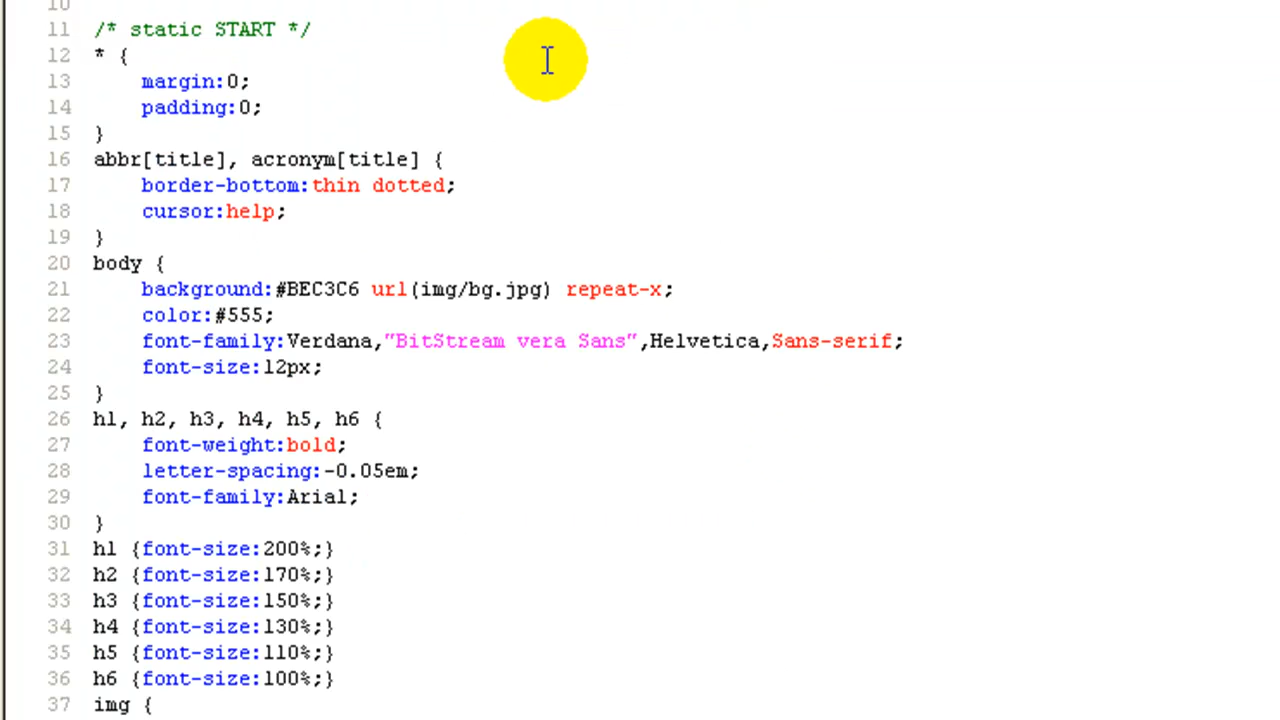 10
11 /* static START */
12 * {
13 margin:0;
14 padding:0;
15 }
16 abbr[title], acronym[title] {
17 border-bottom:thin dotted;
18 cursor:help;
19 }
20 body {
21 background:#BEC3C6 url(img/bg.jpg) repeat-x;
22 color:#555;
23 font-family:Verdana,"BitStream vera Sans",Helvetica,Sans-serif;
24 font-size:12px;
25 }
26 h1, h2, h3, h4, h5, h6 {
27 font-weight:bold;
28 letter-spacing:-0.05em;
29 font-family:Arial;
30 }
31 h1 {font-size:200%;}
32 h2 {font-size:170%;}
33 h3 {font-size:150%;}
34 h4 {font-size:130%;}
35 h5 {font-size:110%;}
36 h6 {font-size:100%;}
37 img {